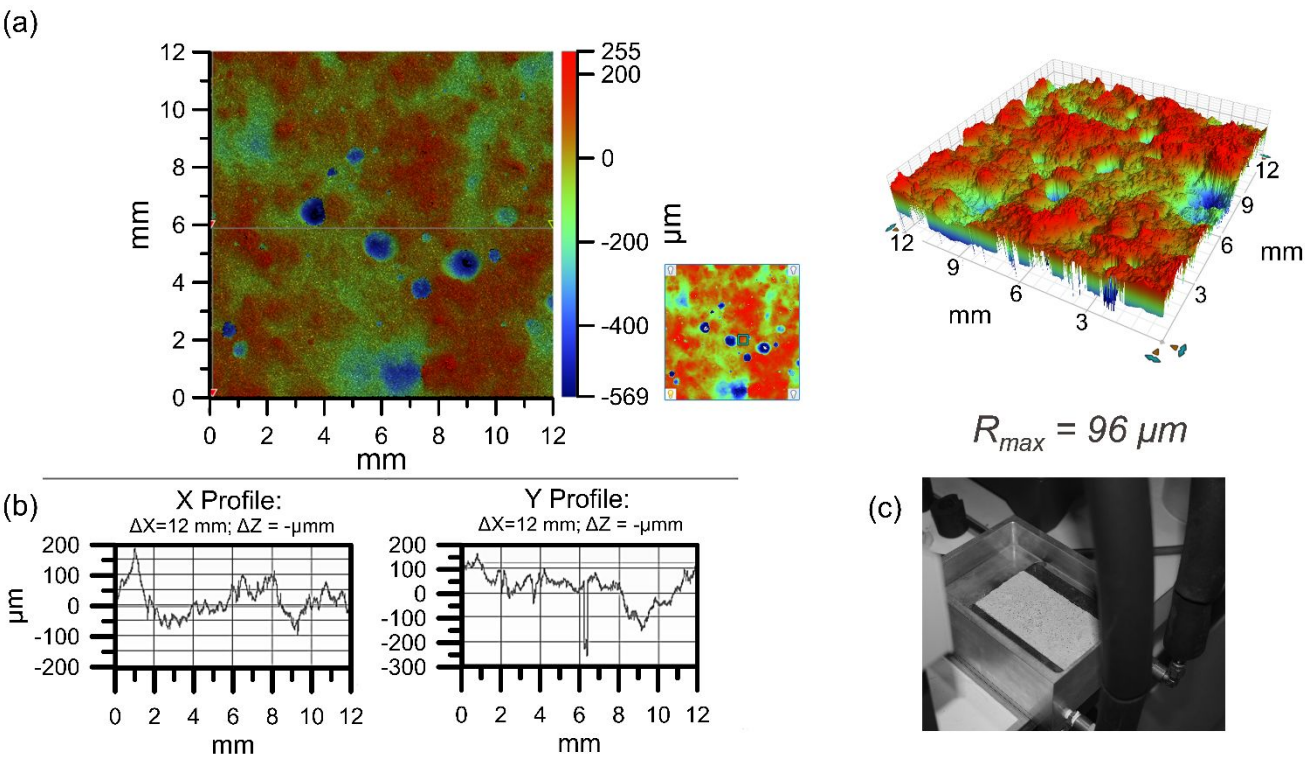 (a)
12
10
8
6
4
2
0
mm
0 2 4 6 8 10 12
mm
255
200
0
-200
-400
-569
µm
12
9
6
3
mm
12
9
6
3
mm
R_max = 96 µm
(b)
X Profile:
ΔX=12 mm; ΔZ = -µmm
200
100
0
-100
-200
µm
0 2 4 6 8 10 12
mm
Y Profile:
ΔX=12 mm; ΔZ = -µmm
200
100
0
-100
-200
-300
0 2 4 6 8 10 12
mm
(c)